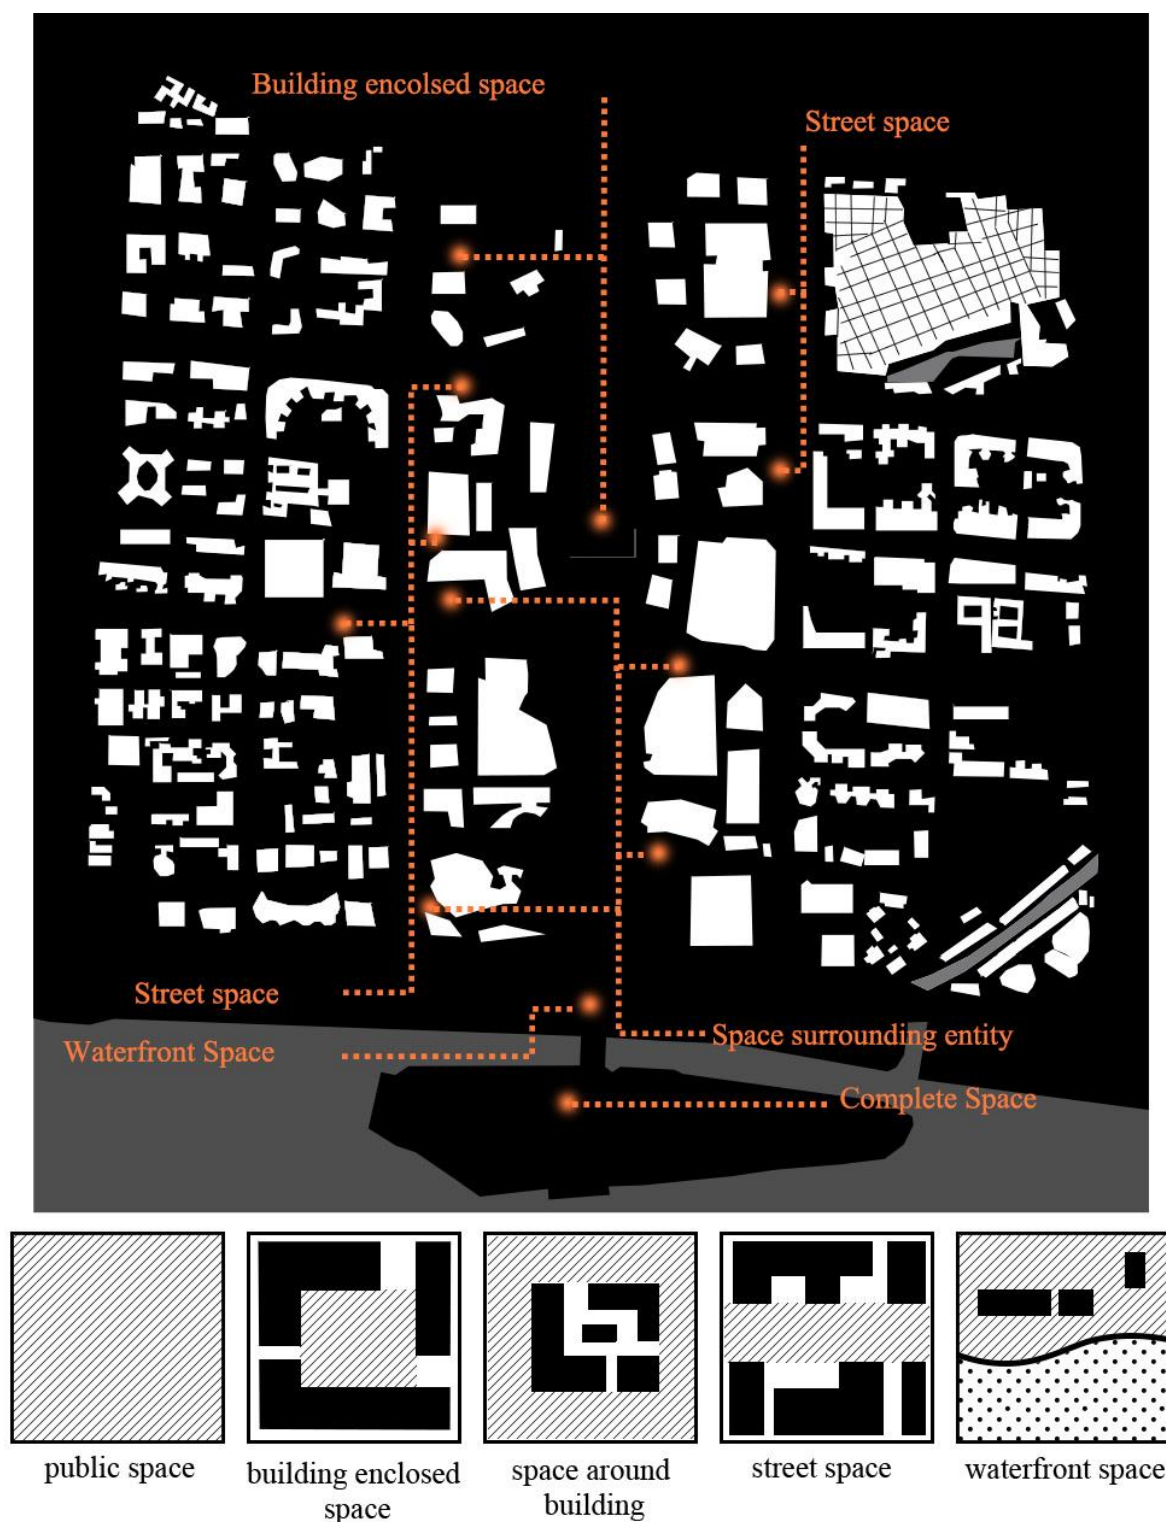 Building encolsed space
Street space
Street space
Waterfront Space
Space surrounding entity
Complete Space
public space
building enclosed
space
space around
building
street space
waterfront space